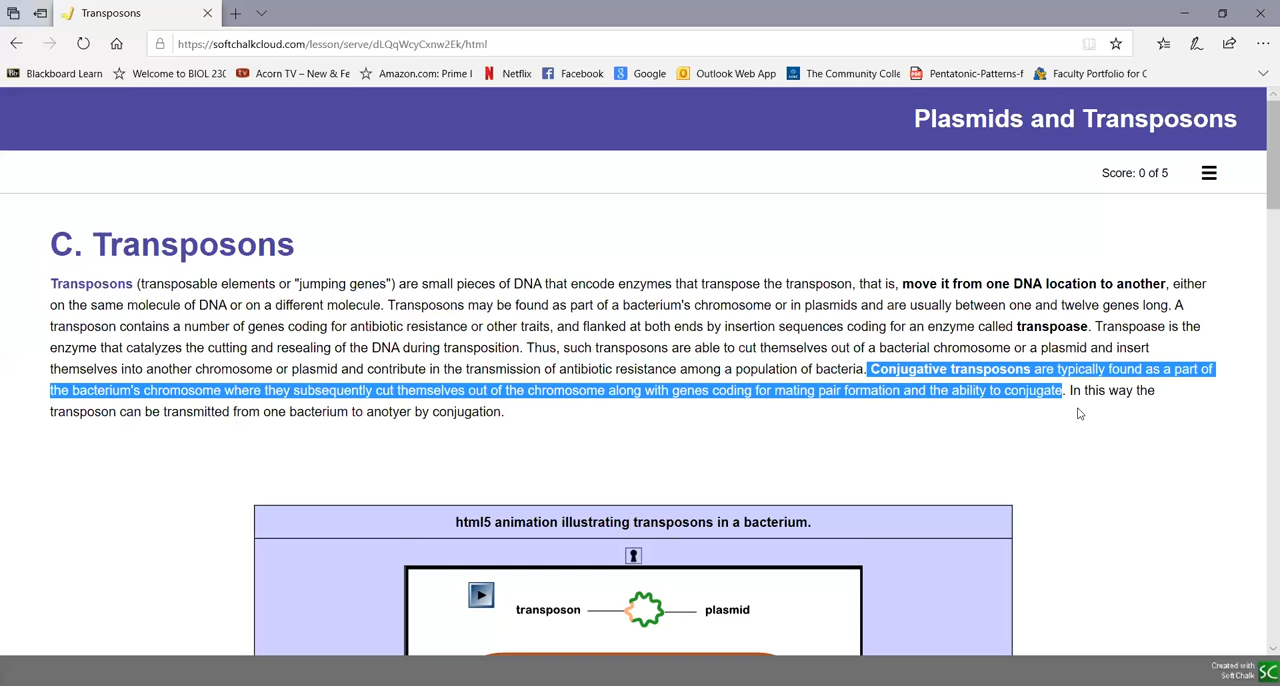 Transposons
https://softchalkcloud.com/lesson/serve/dLQqWcyCxnw2Ek/html
Blackboard Learn Welcome to BIOL 230 Acorn TV – New & Fe Amazon.com: Prime I Netflix Facebook Google Outlook Web App The Community Colle Pentatonic-Patterns-f Faculty Portfolio for C
Plasmids and Transposons
Score: 0 of 5
C. Transposons
Transposons (transposable elements or "jumping genes") are small pieces of DNA that encode enzymes that transpose the transposon, that is, move it from one DNA location to another, either
on the same molecule of DNA or on a different molecule. Transposons may be found as part of a bacterium's chromosome or in plasmids and are usually between one and twelve genes long. A
transposon contains a number of genes coding for antibiotic resistance or other traits, and flanked at both ends by insertion sequences coding for an enzyme called transpoase. Transpoase is the
enzyme that catalyzes the cutting and resealing of the DNA during transposition. Thus, such transposons are able to cut themselves out of a bacterial chromosome or a plasmid and insert
themselves into another chromosome or plasmid and contribute in the transmission of antibiotic resistance among a population of bacteria. Conjugative transposons are typically found as a part of
the bacterium's chromosome where they subsequently cut themselves out of the chromosome along with genes coding for mating pair formation and the ability to conjugate. In this way the
transposon can be transmitted from one bacterium to anotyer by conjugation.
html5 animation illustrating transposons in a bacterium.
transposon plasmid
Created with
SoftChalk SC